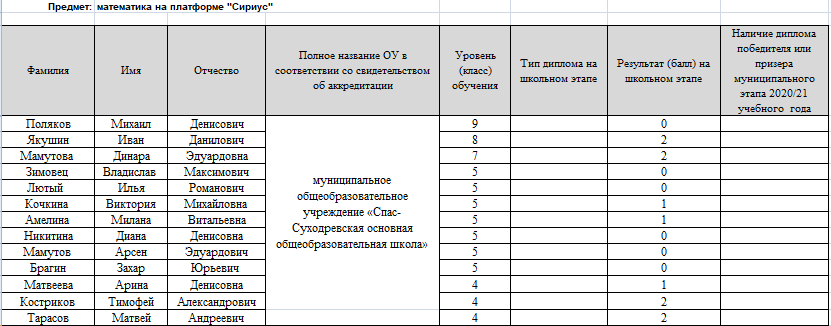 Предмет: математика на платформе "Сириус"
Фамилия Имя Отчество Полное название ОУ в соответствии со свидетельством об аккредитации Уровень (класс) обучения Тип диплома на школьном этапе Результат (балл) на школьном этапе Наличие диплома победителя или призера муниципального этапа 2020/21 учебного года
муниципальное общеобразовательное учреждение «Спас-Суходревская основная общеобразовательная школа»
Поляков Михаил Денисович 9 0
Якушин Иван Данилович 8 2
Мамутова Динара Эдуардовна 7 2
Зимовец Владислав Максимович 5 0
Лютый Илья Романович 5 0
Кочкина Виктория Михайловна 5 1
Амелина Милана Витальевна 5 1
Никитина Диана Денисовна 5 0
Мамутов Арсен Эдуардович 5 0
Брагин Захар Юрьевич 5 0
Матвеева Арина Денисовна 4 1
Костриков Тимофей Александрович 4 2
Тарасов Матвей Андреевич 4 2